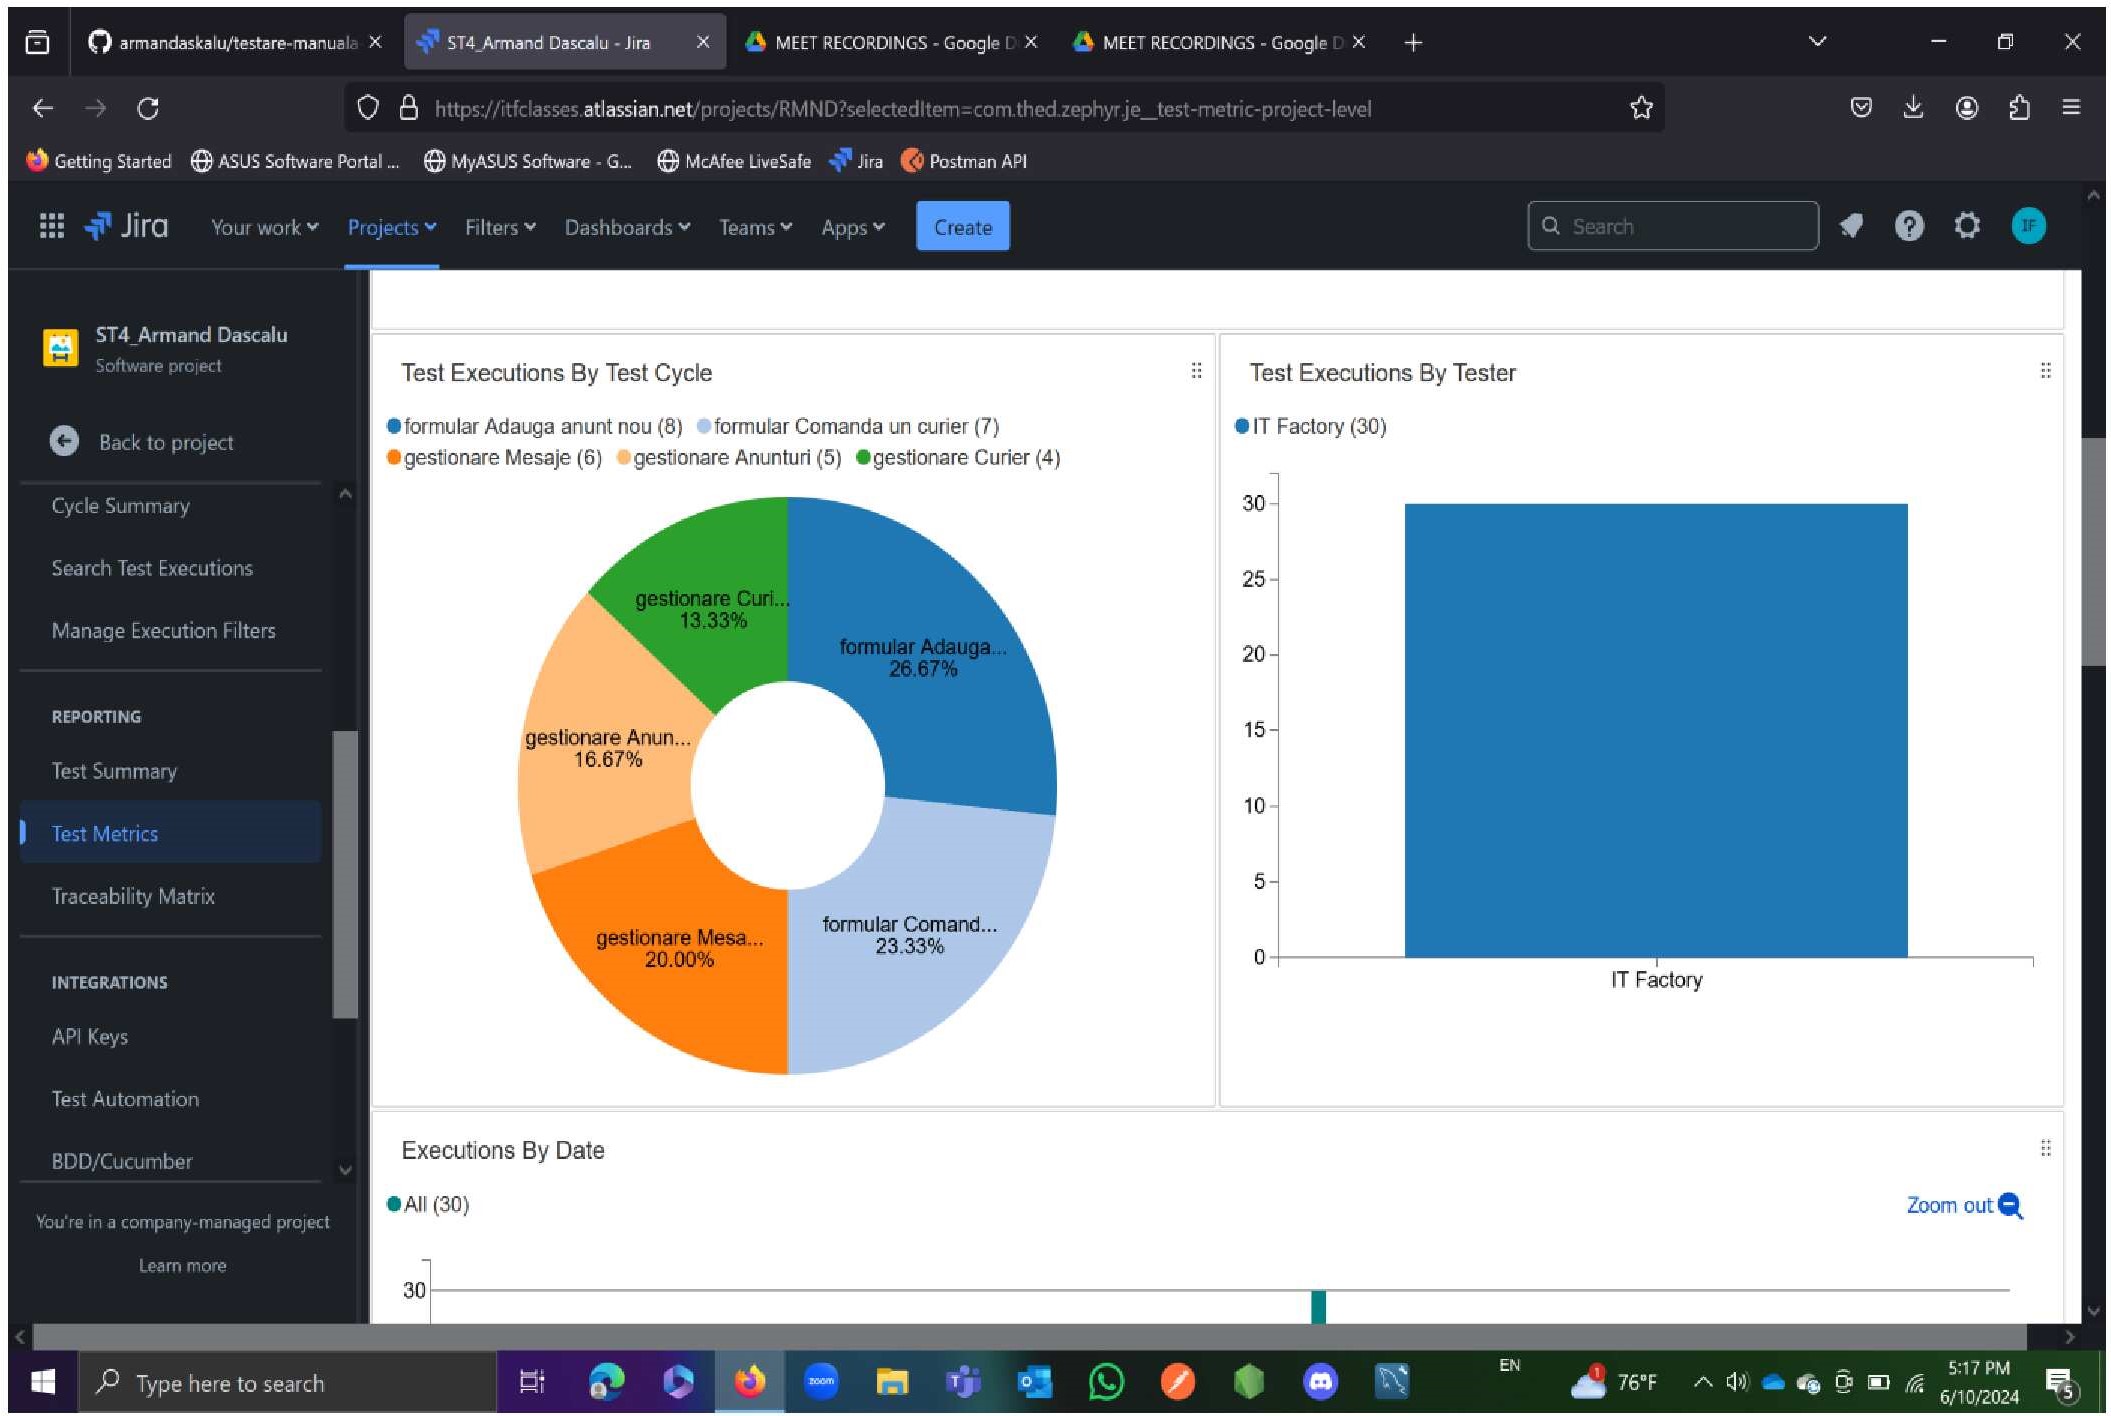 armandaskalu/testare-manuala
ST4_Armand Dascalu - Jira
MEET RECORDINGS - Google D
MEET RECORDINGS - Google D
https://itfclasses.atlassian.net/projects/RMND?selectedItem=com.thed.zephyr.je__test-metric-project-level
Getting Started
ASUS Software Portal ...
MyASUS Software - G...
McAfee LiveSafe
Jira
Postman API
Jira
Your work
Projects
Filters
Dashboards
Teams
Apps
Create
Search
IF
ST4_Armand Dascalu
Software project
Back to project
Cycle Summary
Search Test Executions
Manage Execution Filters
REPORTING
Test Summary
Test Metrics
Traceability Matrix
INTEGRATIONS
API Keys
Test Automation
BDD/Cucumber
You're in a company-managed project
Learn more
Test Executions By Test Cycle
formular Adauga anunt nou (8) formular Comanda un curier (7)
gestionare Mesaje (6) gestionare Anunturi (5) gestionare Curier (4)
gestionare Curi...
13.33%
formular Adauga...
26.67%
gestionare Anun...
16.67%
formular Comand...
23.33%
gestionare Mesa...
20.00%
Test Executions By Tester
IT Factory (30)
30
25
20
15
10
5
0
IT Factory
Executions By Date
All (30)
Zoom out
30
Type here to search
zoom
EN
1
76°F
5:17 PM
6/10/2024
5